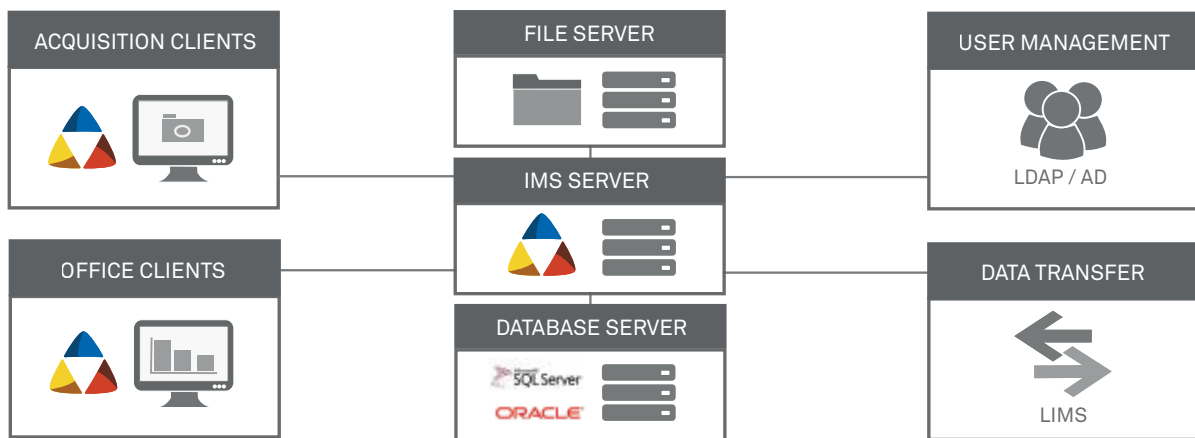 ACQUISITION CLIENTS
FILE SERVER
USER MANAGEMENT
LDAP / AD
IMS SERVER
OFFICE CLIENTS
DATA TRANSFER
LIMS
DATABASE SERVER
Microsoft
SQL Server
ORACLE